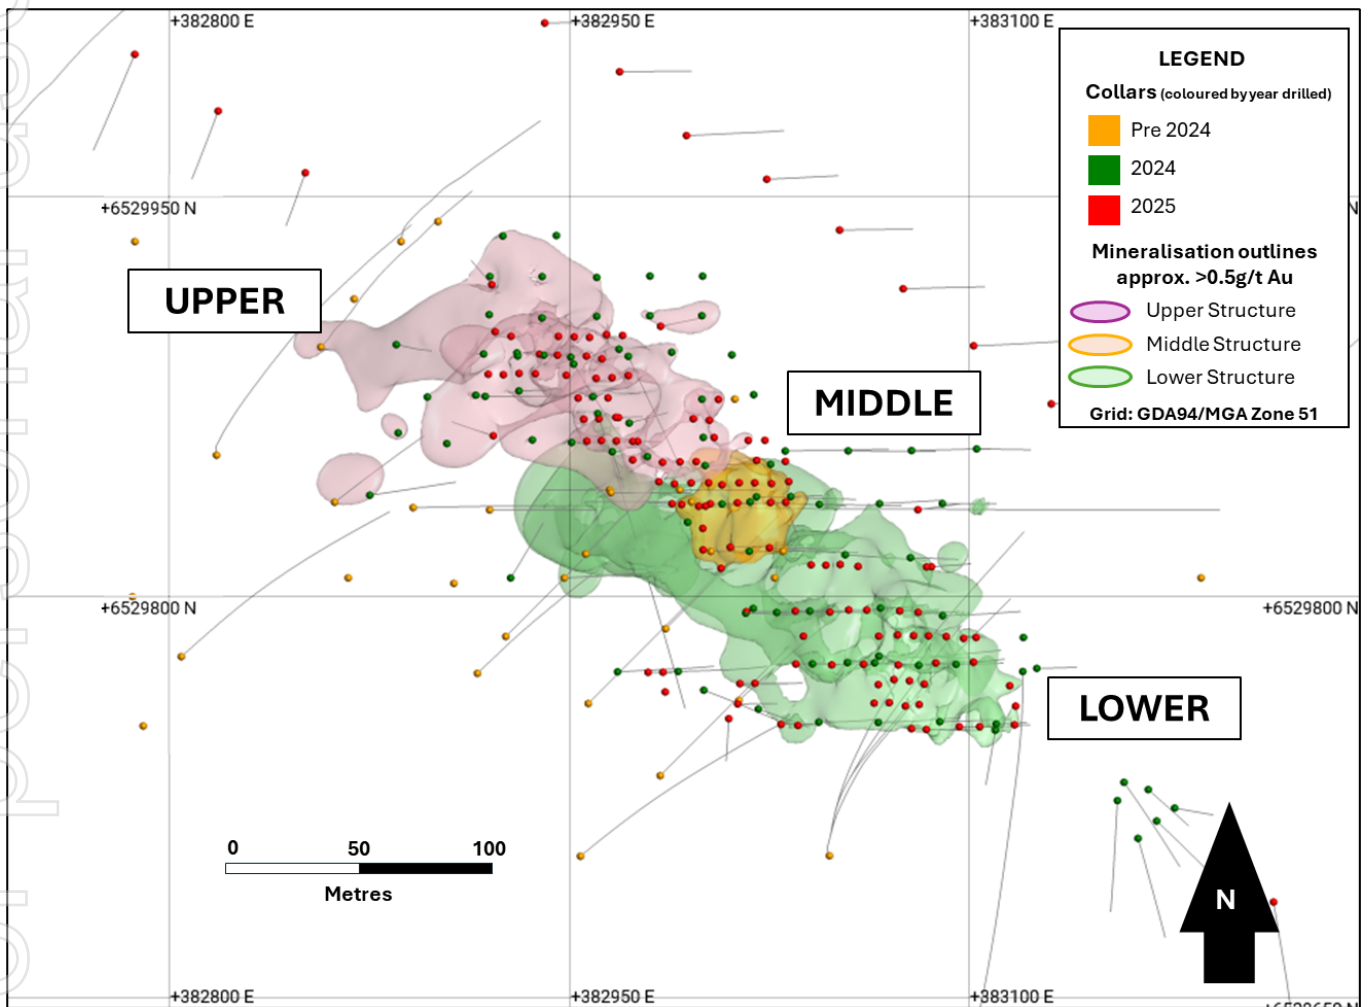 +382800 E
+382950 E
+383100 E
LEGEND
Collars (coloured by year drilled)
Pre 2024
2024
2025
+6529950 N
N
Mineralisation outlines
approx. >0.5g/t Au
Upper Structure
Middle Structure
Lower Structure
Grid: GDA94/MGA Zone 51
UPPER
MIDDLE
+6529800 N
+6529800 N
LOWER
0 50 100
Metres
N
+382800 E
+382950 E
+383100 E